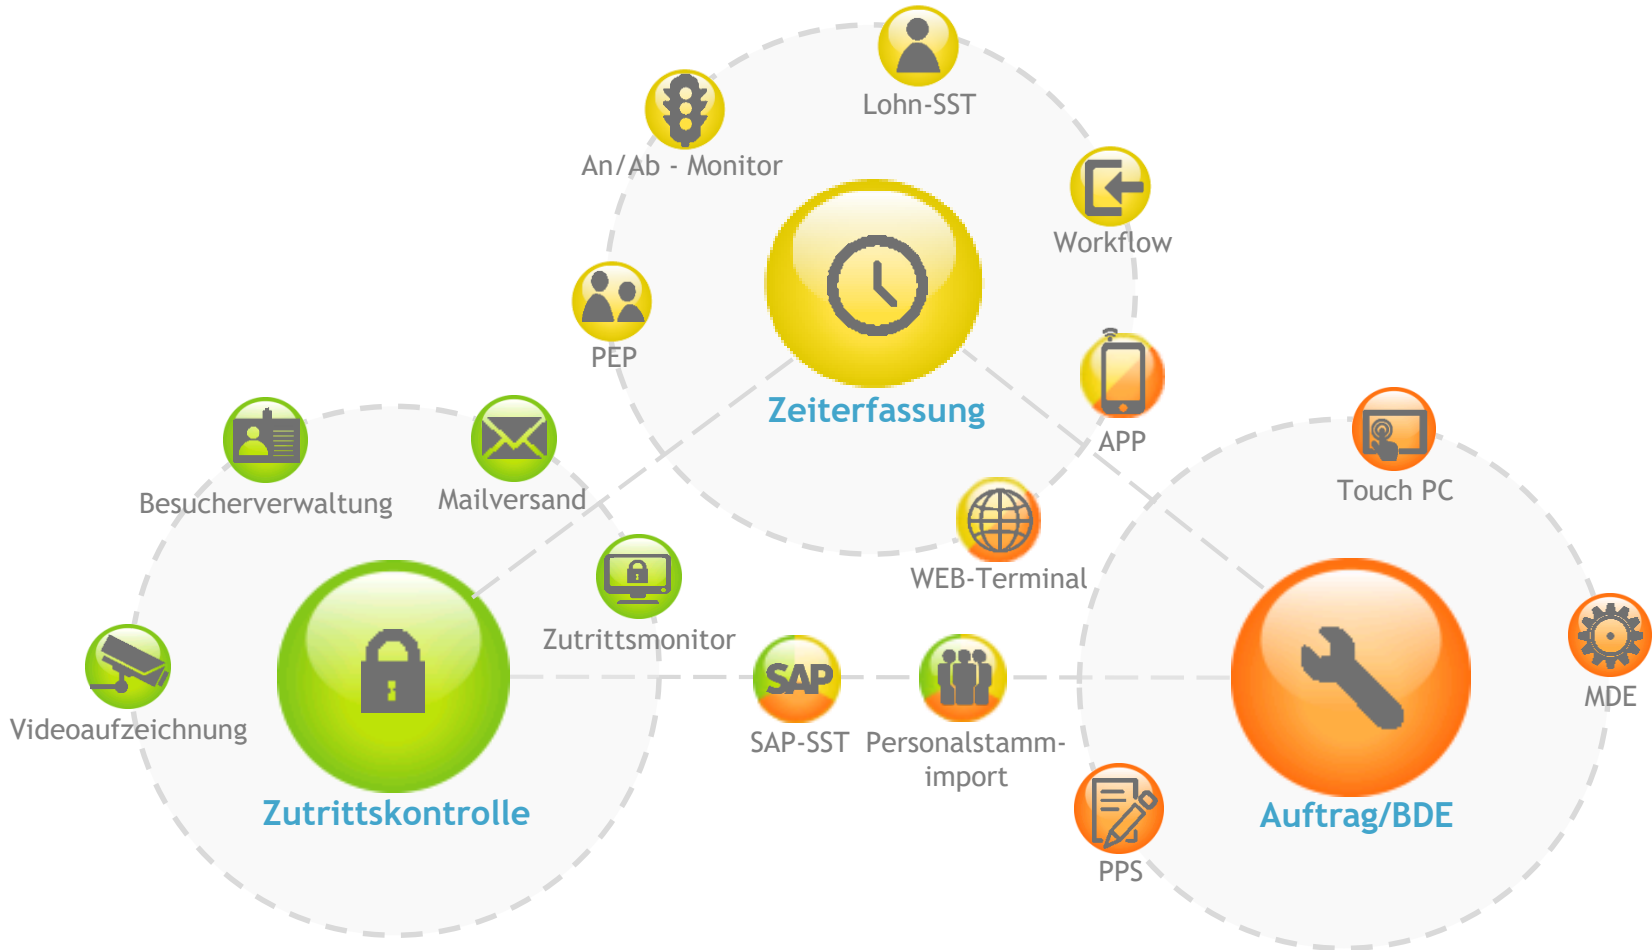 Lohn-SST
An/Ab - Monitor
Workflow
PEP
Zeiterfassung
APP
Besucherverwaltung
Mailversand
Touch PC
WEB-Terminal
Zutrittsmonitor
SAP
MDE
Videoaufzeichnung
SAP-SST
Personalstamm-
import
Zutrittskontrolle
Auftrag/BDE
PPS